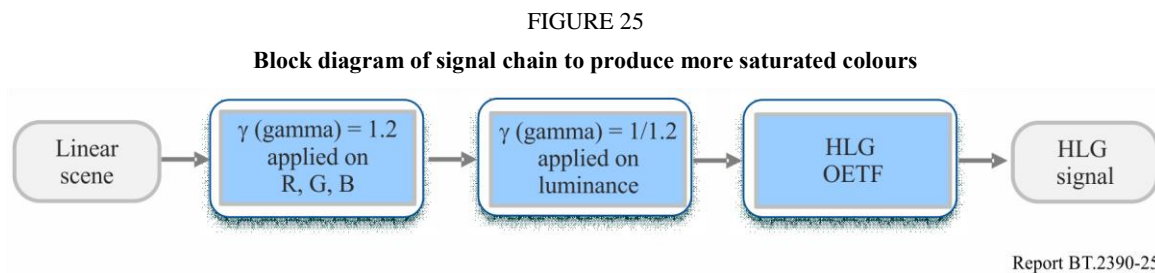 FIGURE 25
Block diagram of signal chain to produce more saturated colours
Linear
scene
γ (gamma) = 1.2
applied on
R, G, B
γ (gamma) = 1/1.2
applied on
luminance
HLG
OETF
HLG
signal
Report BT.2390-25